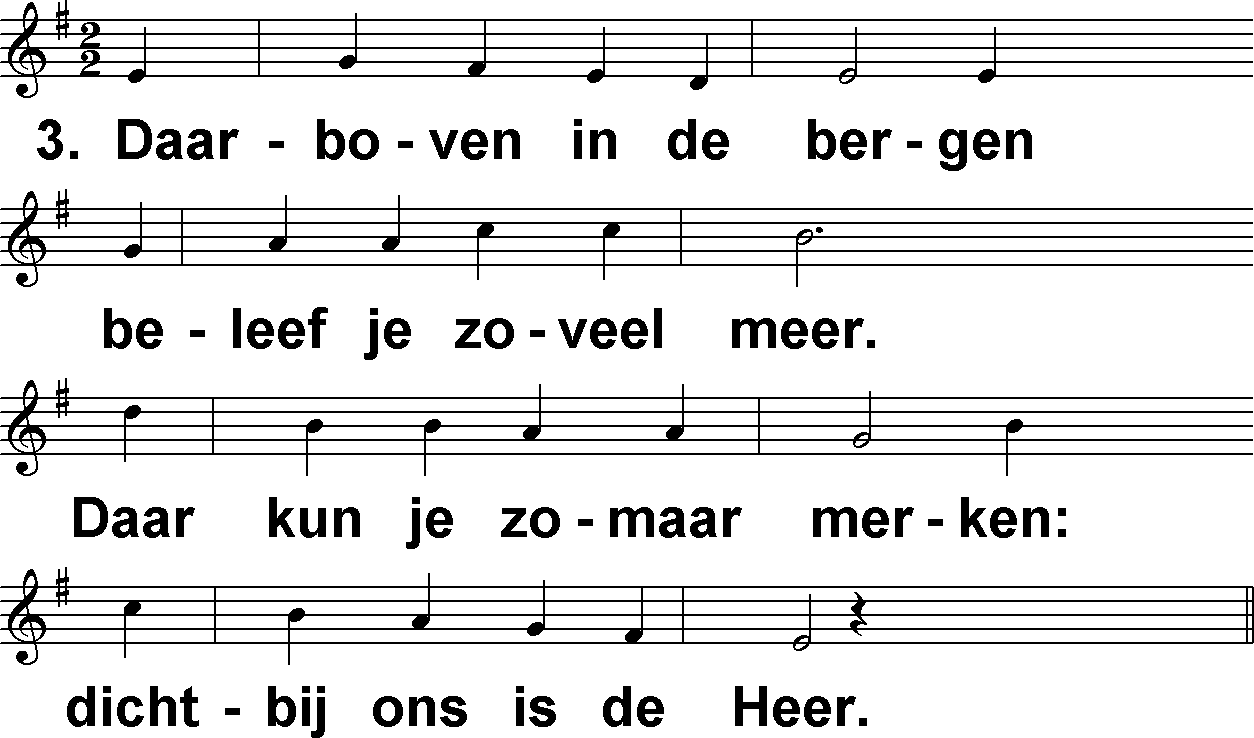 3. Daar - bo - ven in de ber - gen
be - leef je zo - veel meer.
Daar kun je zo - maar mer - ken:
dicht - bij ons is de Heer.